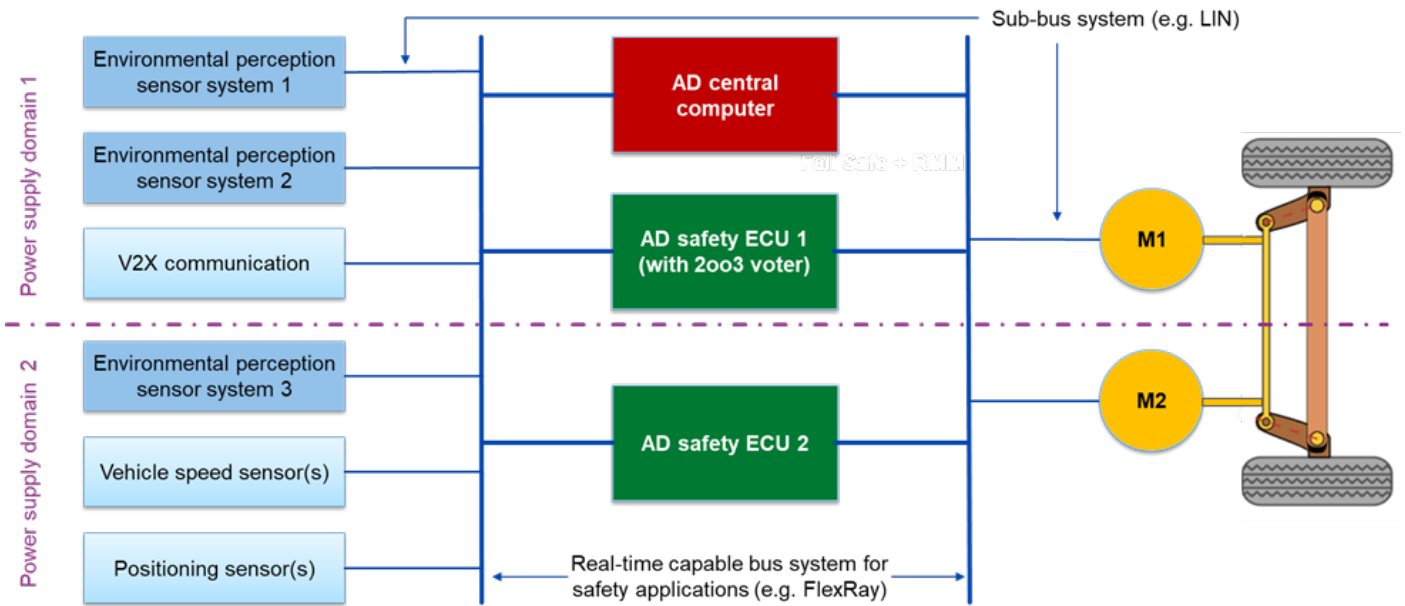 Sub-bus system (e.g. LIN)
Power supply domain 1
Environmental perception
sensor system 1
Environmental perception
sensor system 2
V2X communication
AD central
computer
Fail Safe + RMM
AD safety ECU 1
(with 2oo3 voter)
M1
Power supply domain 2
Environmental perception
sensor system 3
Vehicle speed sensor(s)
Positioning sensor(s)
AD safety ECU 2
M2
Real-time capable bus system for
safety applications (e.g. FlexRay)